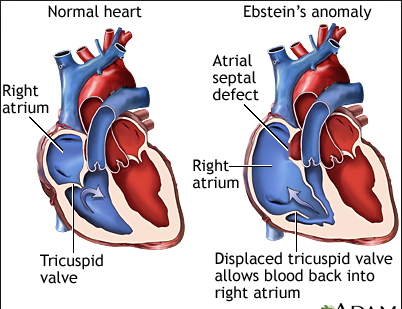 Normal heart
Ebstein's anomaly
Right
atrium
Tricuspid
valve
Atrial
septal
defect
Right
atrium
Displaced tricuspid valve
allows blood back into
right atrium
ADAM